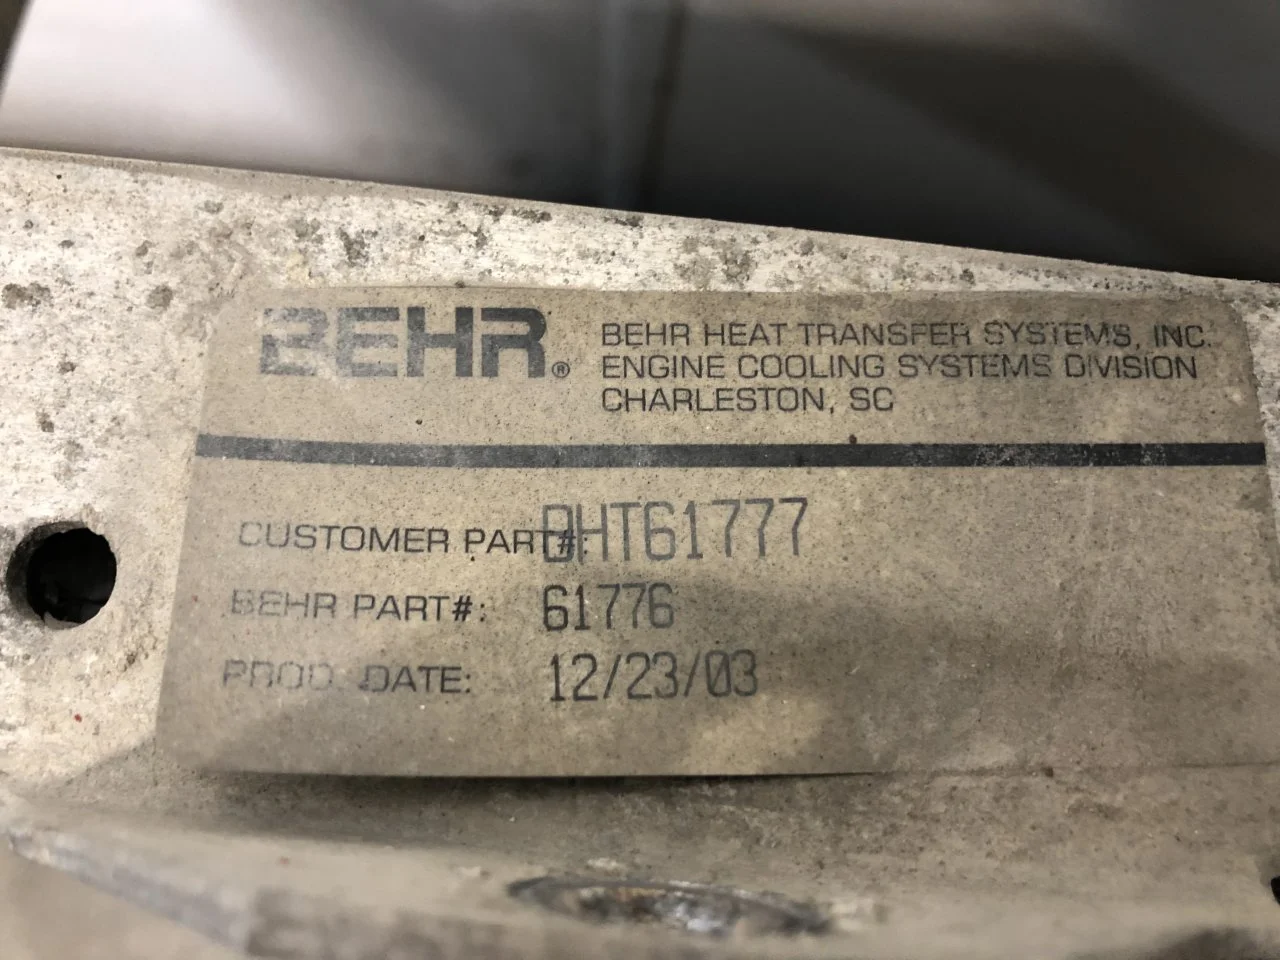 BEHR®
BEHR HEAT TRANSFER SYSTEMS, INC.
ENGINE COOLING SYSTEMS DIVISION
CHARLESTON, SC
CUSTOMER PART#: BHT61777
BEHR PART#: 61776
PROD. DATE: 12/23/03